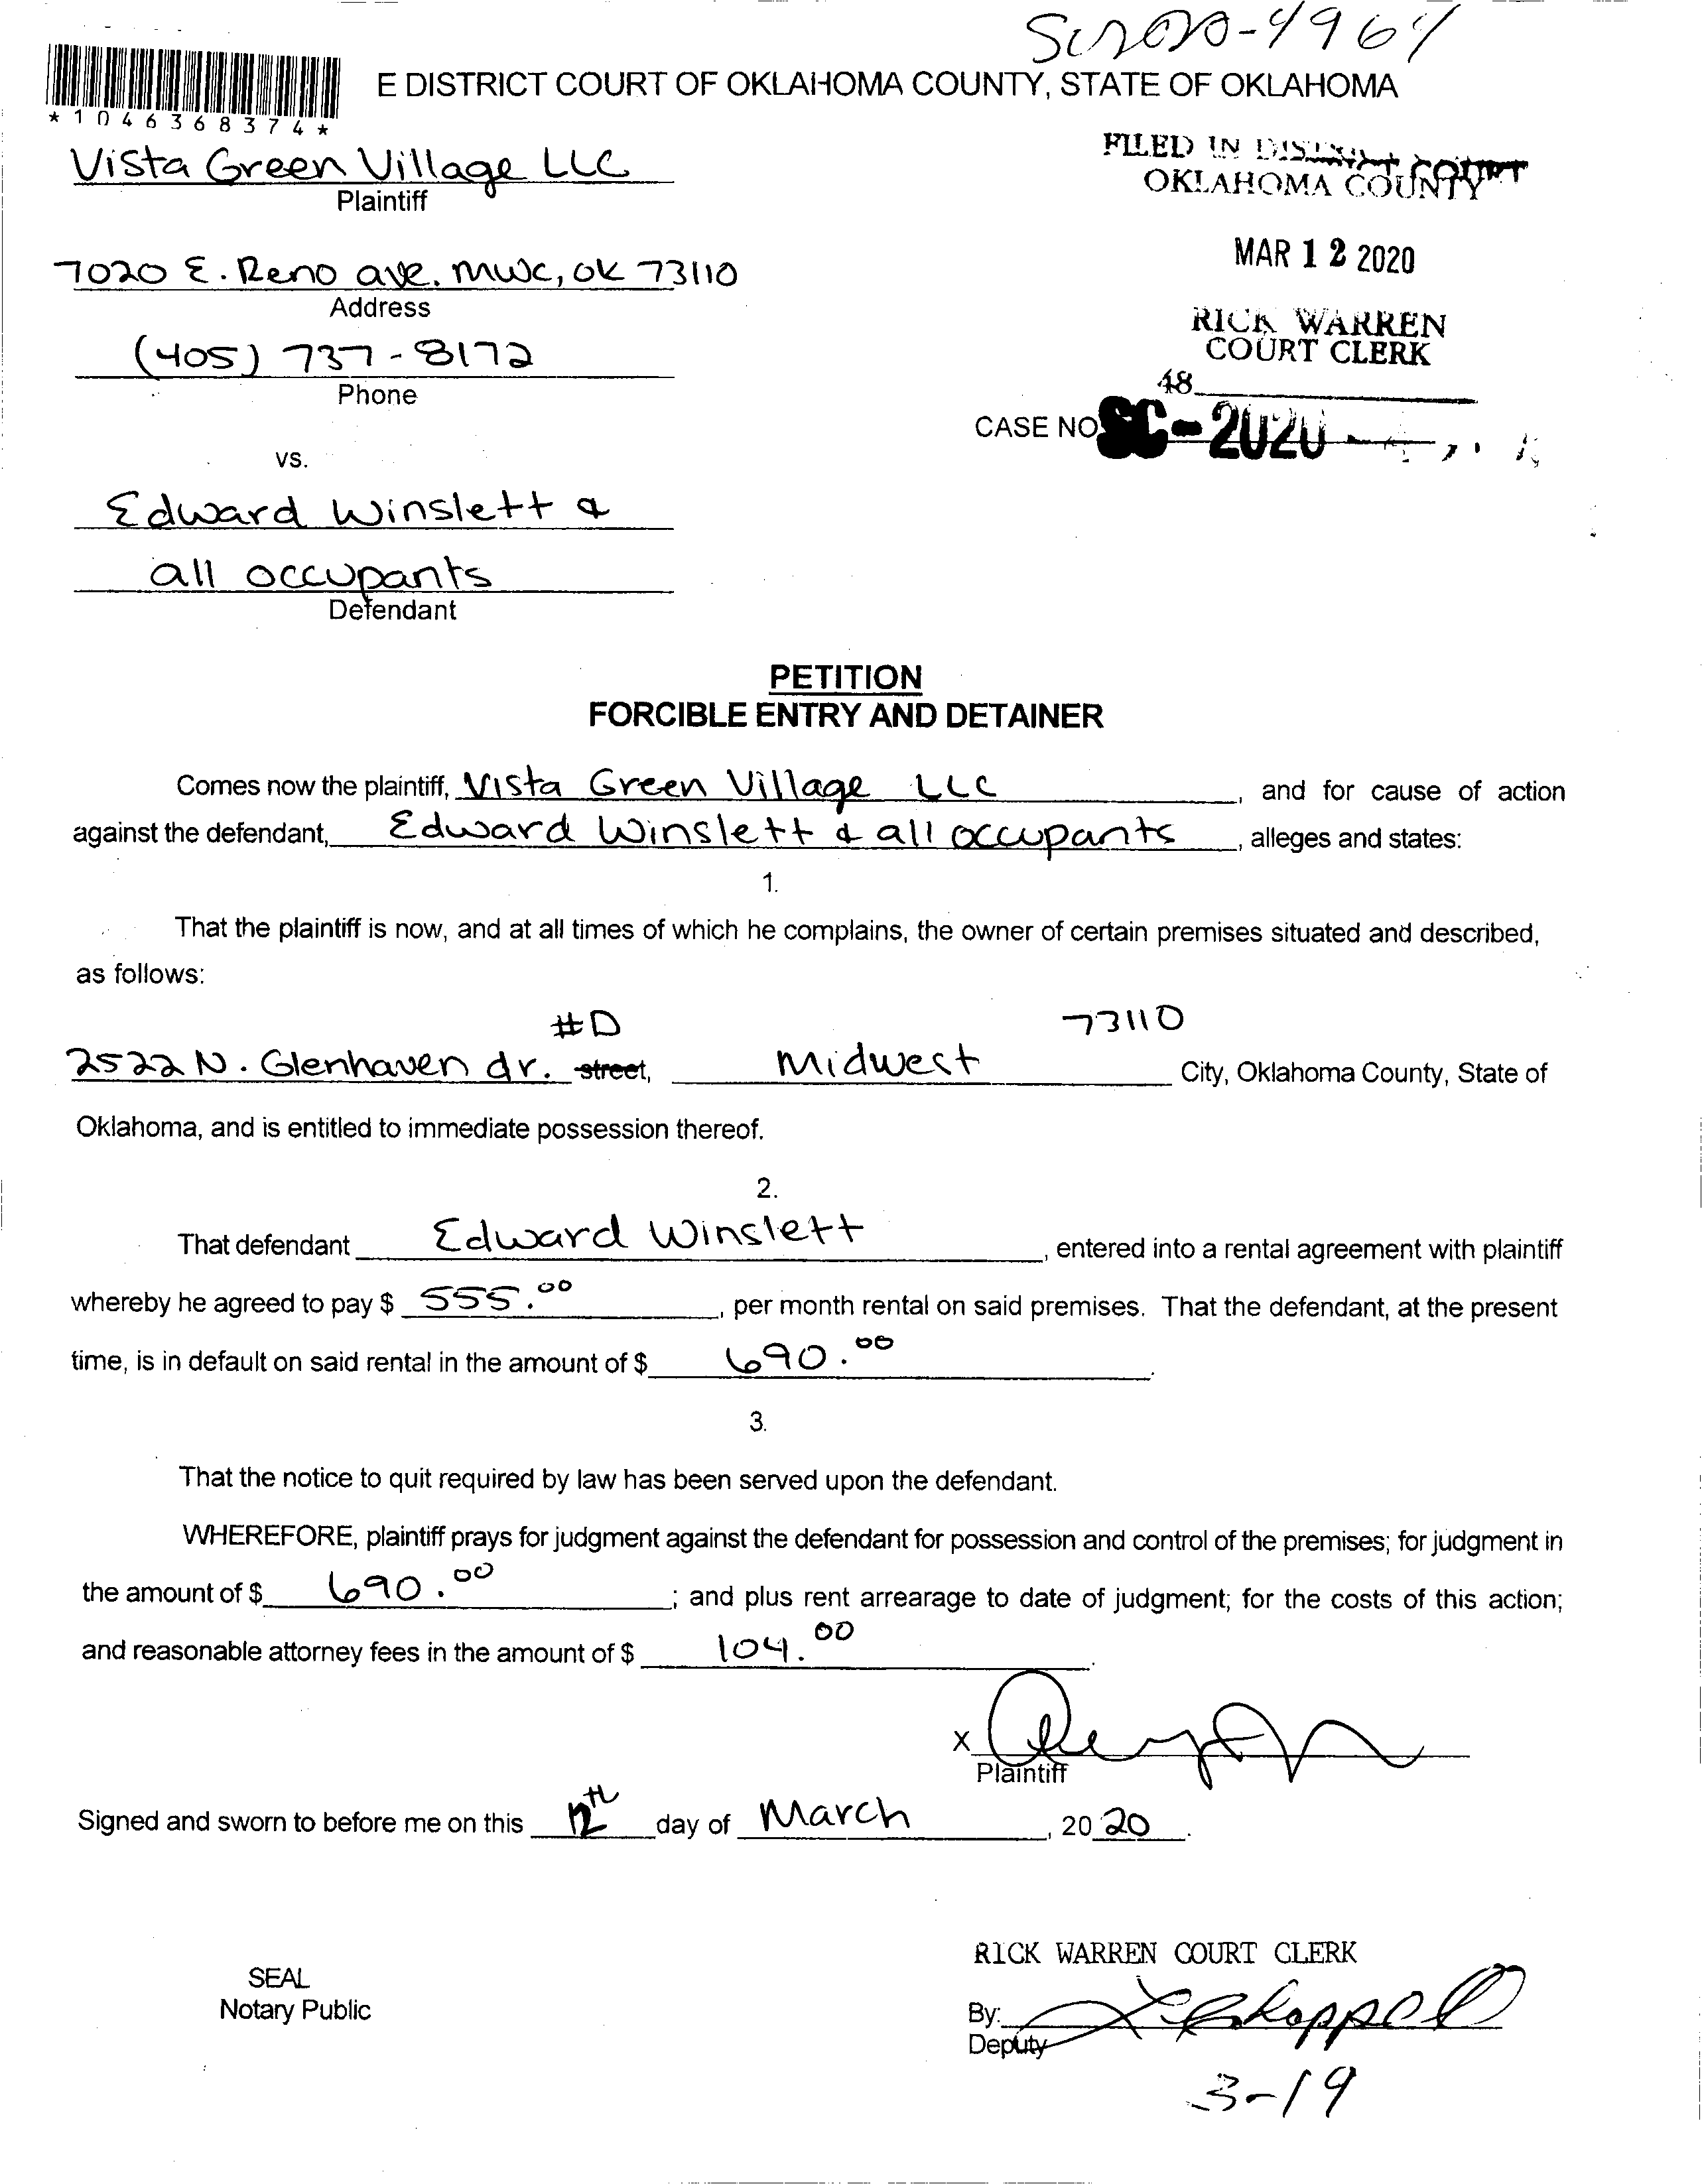 SC2020-4964
*1046368374*
E DISTRICT COURT OF OKLAHOMA COUNTY, STATE OF OKLAHOMA
Vista Green Village LLC
Plaintiff
FILED IN DISTRICT COURT
OKLAHOMA COUNTY
7020 E. Reno ave. MWC, OK 73110
Address
MAR 12 2020
(405) 737-8172
Phone
RICK WARREN
COURT CLERK
48
CASE NO SC-2020-
vs.
Edward Winslett &
all occupants
Defendant
PETITION
FORCIBLE ENTRY AND DETAINER
Comes now the plaintiff, Vista Green Village LLC, and for cause of action
against the defendant, Edward Winslett & all occupants, alleges and states:
1.
That the plaintiff is now, and at all times of which he complains, the owner of certain premises situated and described,
as follows:
#D 73110
2522 N. Glenhaven dr. street, Midwest City, Oklahoma County, State of
Oklahoma, and is entitled to immediate possession thereof.
2.
That defendant Edward Winslett, entered into a rental agreement with plaintiff
whereby he agreed to pay $ 555.00, per month rental on said premises. That the defendant, at the present
time, is in default on said rental in the amount of $ 690.00.
3.
That the notice to quit required by law has been served upon the defendant.
WHEREFORE, plaintiff prays for judgment against the defendant for possession and control of the premises; for judgment in
the amount of $ 690.00; and plus rent arrearage to date of judgment; for the costs of this action;
and reasonable attorney fees in the amount of $ 104.00.
X
Plaintiff
Signed and sworn to before me on this 12th day of March, 2020.
SEAL
Notary Public
RICK WARREN COURT CLERK
By:
Deputy
3-19